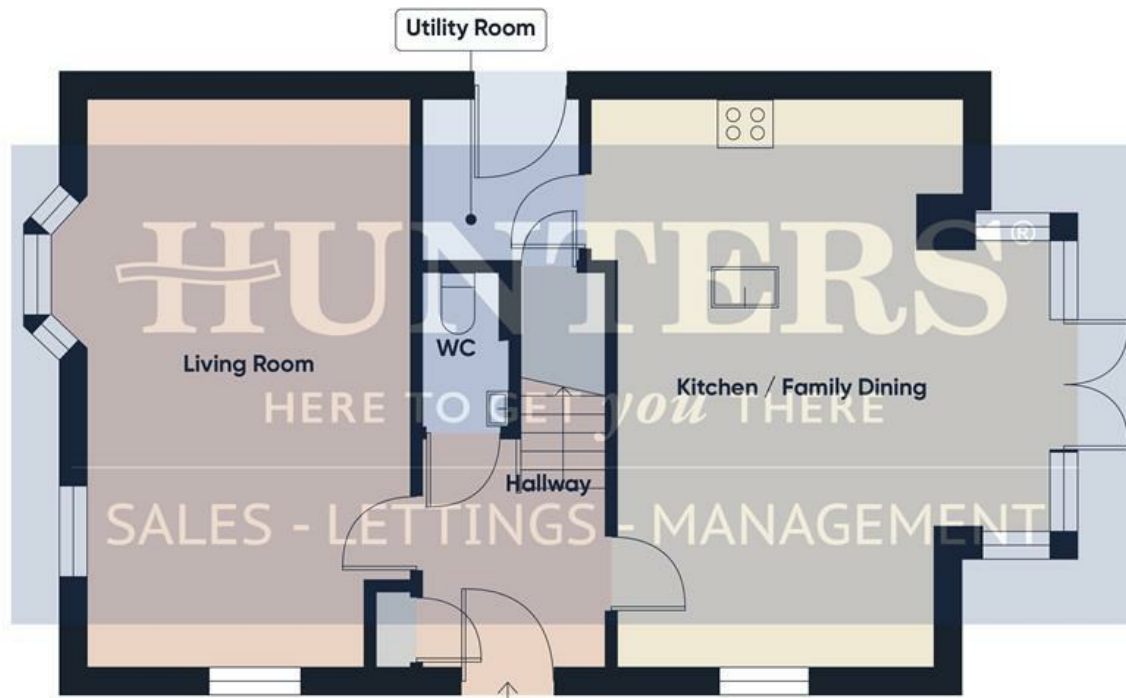 Utility Room
HUNTERS®
Living Room
WC
Kitchen / Family Dining
HERE TO GET you THERE
Hallway
SALES - LETTINGS - MANAGEMENT